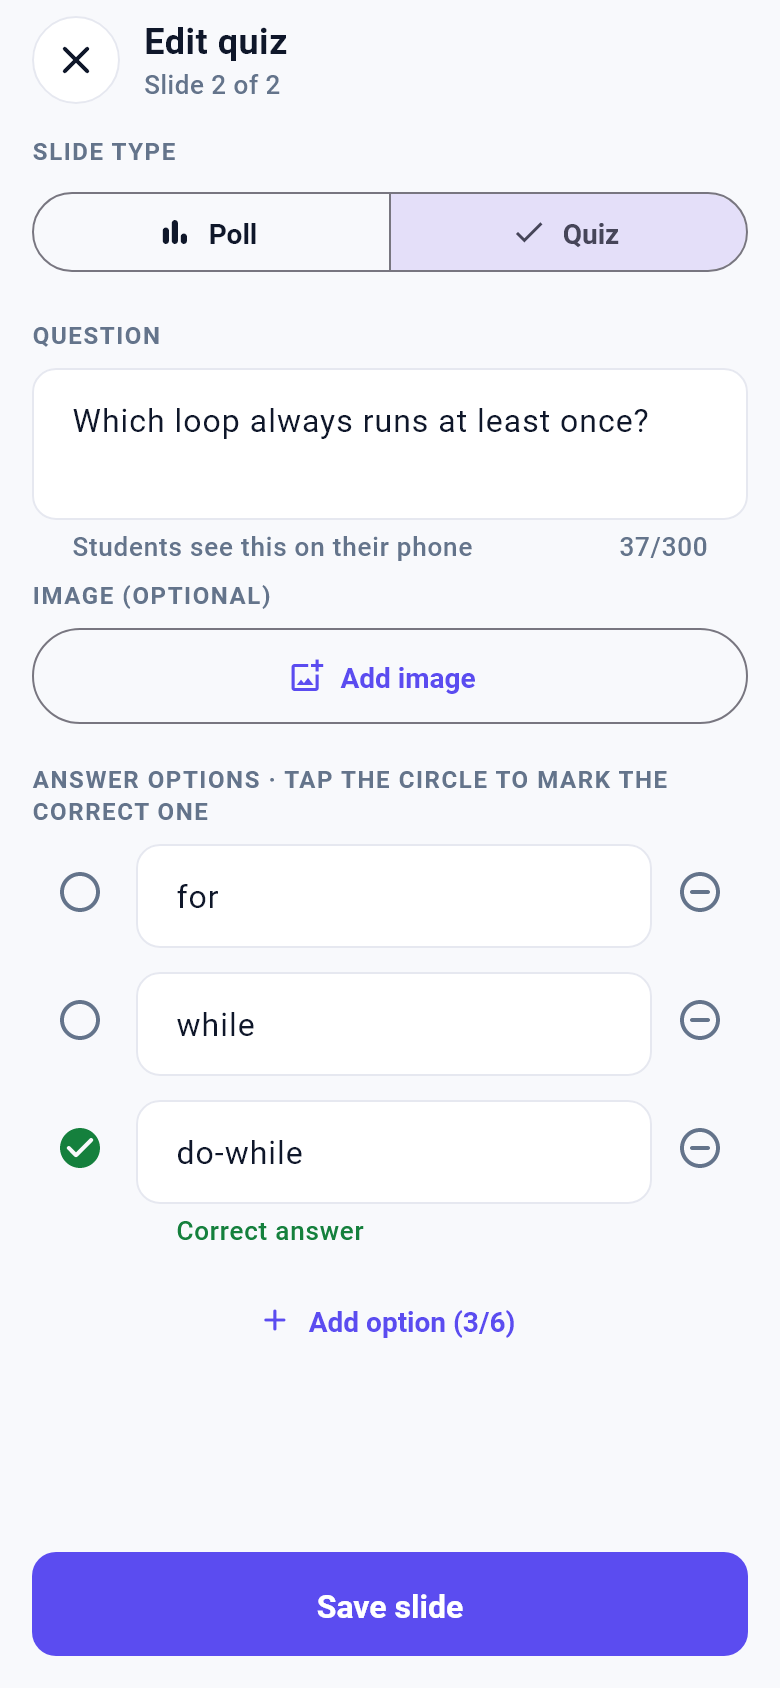 Edit quiz
Slide 2 of 2
SLIDE TYPE
Poll
Quiz
QUESTION
Which loop always runs at least once?
Students see this on their phone
37/300
IMAGE (OPTIONAL)
Add image
ANSWER OPTIONS · TAP THE CIRCLE TO MARK THE
CORRECT ONE
for
while
do-while
Correct answer
Add option (3/6)
Save slide